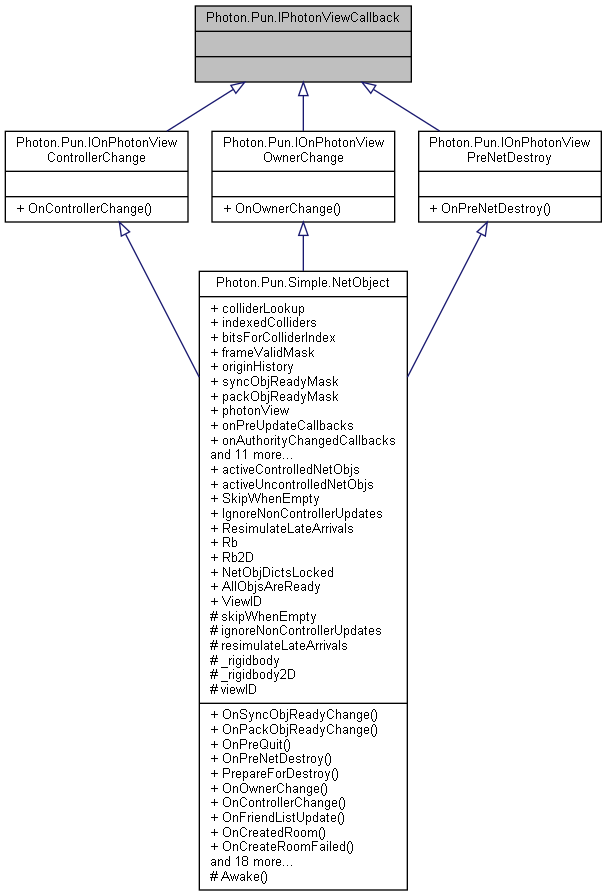 Photon.Pun.IPhotonViewCallback
Photon.Pun.IOnPhotonView
ControllerChange
+ OnControllerChange()
Photon.Pun.IOnPhotonView
OwnerChange
+ OnOwnerChange()
Photon.Pun.IOnPhotonView
PreNetDestroy
+ OnPreNetDestroy()
Photon.Pun.Simple.NetObject
+ colliderLookup
+ indexedColliders
+ bitsForColliderIndex
+ frameValidMask
+ originHistory
+ syncObjReadyMask
+ packObjReadyMask
+ photonView
+ onPreUpdateCallbacks
+ onAuthorityChangedCallbacks
and 11 more...
+ activeControlledNetObjs
+ activeUncontrolledNetObjs
+ SkipWhenEmpty
+ IgnoreNonControllerUpdates
+ ResimulateLateArrivals
+ Rb
+ Rb2D
+ NetObjDictsLocked
+ AllObjsAreReady
+ ViewID
# skipWhenEmpty
# ignoreNonControllerUpdates
# resimulateLateArrivals
# _rigidbody
# _rigidbody2D
# viewID
+ OnSyncObjReadyChange()
+ OnPackObjReadyChange()
+ OnPreQuit()
+ OnPreNetDestroy()
+ PrepareForDestroy()
+ OnOwnerChange()
+ OnControllerChange()
+ OnFriendListUpdate()
+ OnCreatedRoom()
+ OnCreateRoomFailed()
and 18 more...
# Awake()